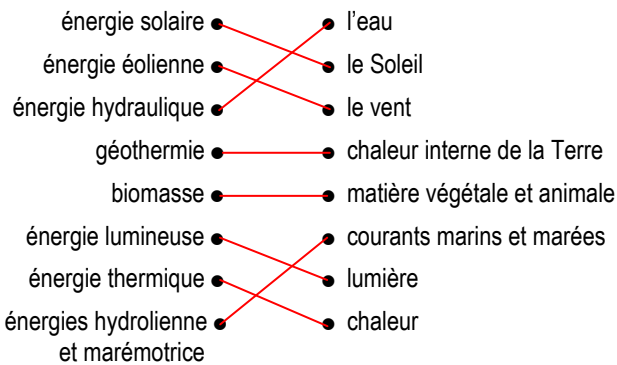 énergie solaire l’eau
énergie éolienne le Soleil
énergie hydraulique le vent
géothermie chaleur interne de la Terre
biomasse matière végétale et animale
énergie lumineuse courants marins et marées
énergie thermique lumière
énergies hydrolienne chaleur
et marémotrice